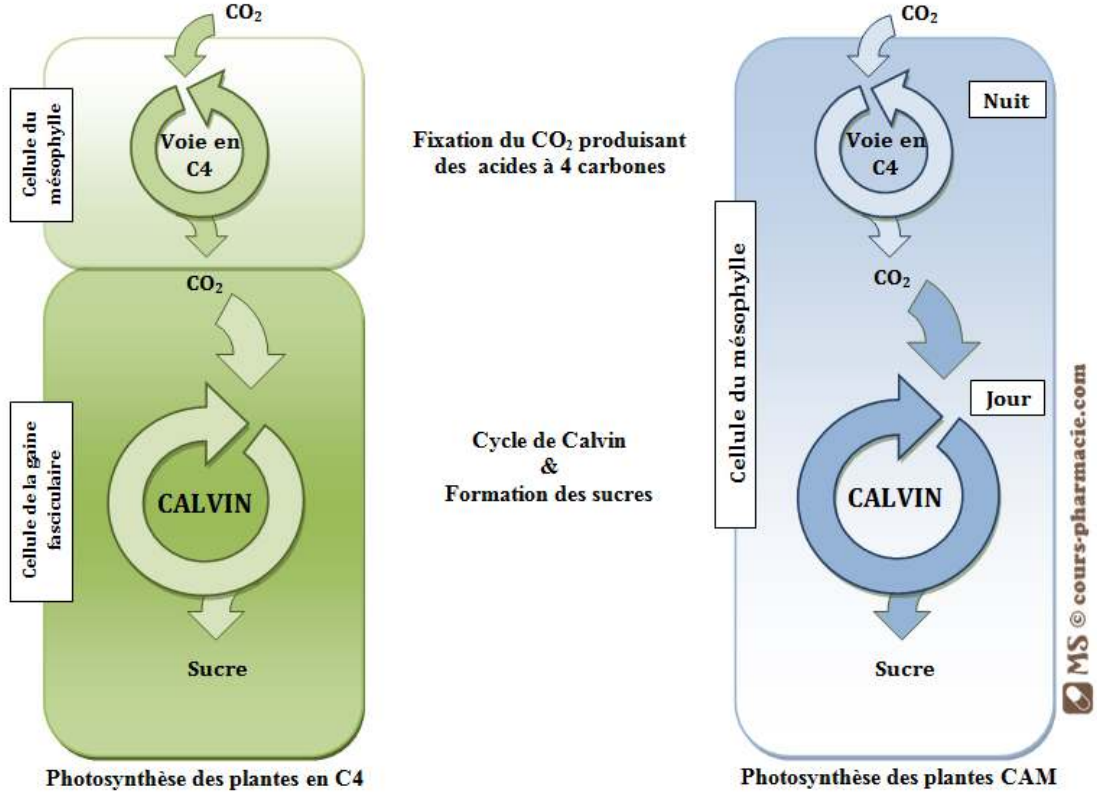 CO₂
Cellule du
mésophylle
Voie en
C4
CO₂
Cellule de la gaine
fasciculaire
CALVIN
Sucre
Photosynthèse des plantes en C4
Fixation du CO₂ produisant
des acides à 4 carbones
Cycle de Calvin
&
Formation des sucres
CO₂
Nuit
Voie en
C4
CO₂
Cellule du mésophylle
Jour
CALVIN
Sucre
Photosynthèse des plantes CAM
MS © cours-pharmacie.com